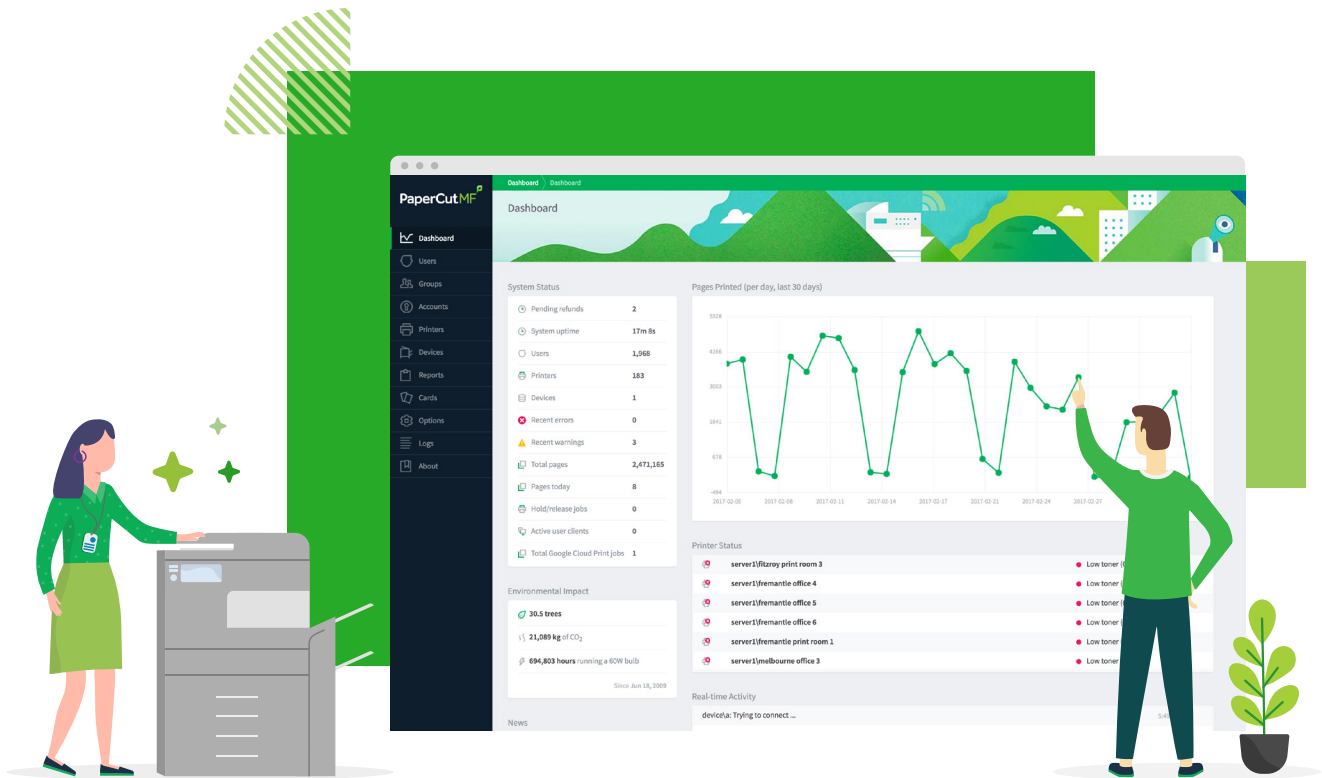 PaperCutMF
Dashboard
Users
Groups
Accounts
Printers
Devices
Reports
Cards
Options
Logs
About
Dashboard Dashboard
Dashboard
System Status
Pending refunds 2
System uptime 17m 8s
Users 1,968
Printers 183
Devices 1
Recent errors 0
Recent warnings 3
Total pages 2,471,165
Pages today 8
Hold/release jobs 0
Active user clients 0
Total Google Cloud Print jobs 1
Environmental Impact
30.5 trees
21,089 kg of CO2
694,803 hours running a 60W bulb
Since Jun 18, 2009
News
Pages Printed (per day, last 30 days)
678
-494
2017-02-05 2017-02-08 2017-02-11 2017-02-14 2017-02-17 2017-02-21 2017-02-24 2017-02-27
Printer Status
server1\fitzroy print room 3 Low toner
server1\fremantle office 4 Low toner
server1\fremantle office 5 Low toner
server1\fremantle office 6 Low toner
server1\fremantle print room 1 Low toner
server1\melbourne office 3 Low toner
Real-time Activity
device\a: Trying to connect ...